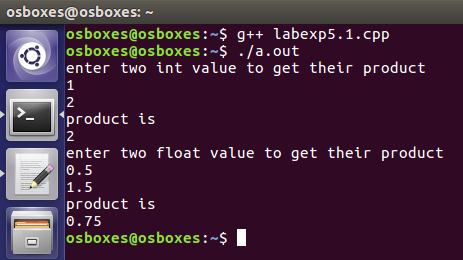 osboxes@osboxes: ~
osboxes@osboxes:~$ g++ labexp5.1.cpp
osboxes@osboxes:~$ ./a.out
enter two int value to get their product
1
2
product is
2
enter two float value to get their product
0.5
1.5
product is
0.75
osboxes@osboxes:~$